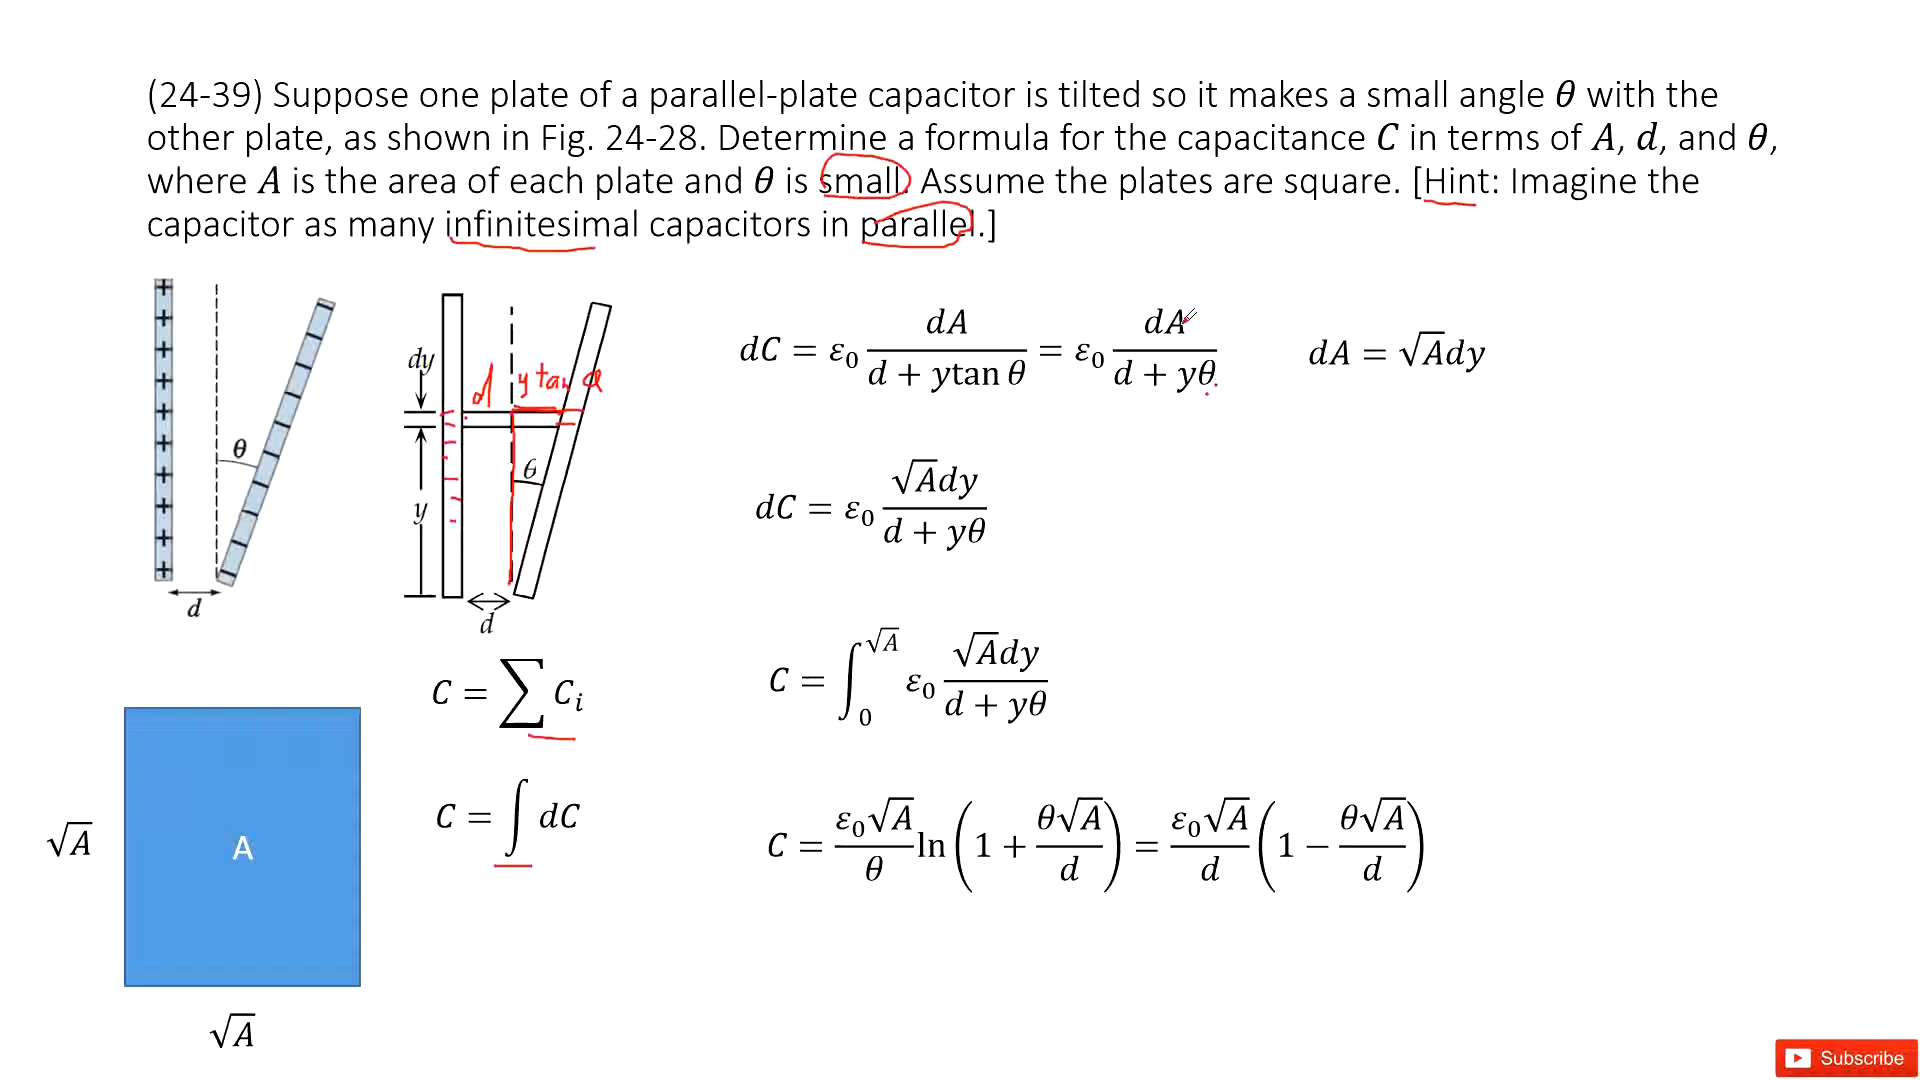 (24-39) Suppose one plate of a parallel-plate capacitor is tilted so it makes a small angle θ with the
other plate, as shown in Fig. 24-28. Determine a formula for the capacitance C in terms of A, d, and θ,
where A is the area of each plate and θ is small. Assume the plates are square. [Hint: Imagine the
capacitor as many infinitesimal capacitors in parallel.]
θ
d
dy
d y tan θ
θ
y
d
dC = ε₀ dA/(d + ytan θ) = ε₀ dA/(d + yθ)
dA = √A dy
dC = ε₀ √A dy/(d + yθ)
C = ∑ Cᵢ
C = ∫₀^√A ε₀ √A dy/(d + yθ)
C = ∫ dC
C = ε₀√A/θ ln(1 + θ√A/d) = ε₀√A/d (1 − θ√A/d)
√A
A
√A
Subscribe